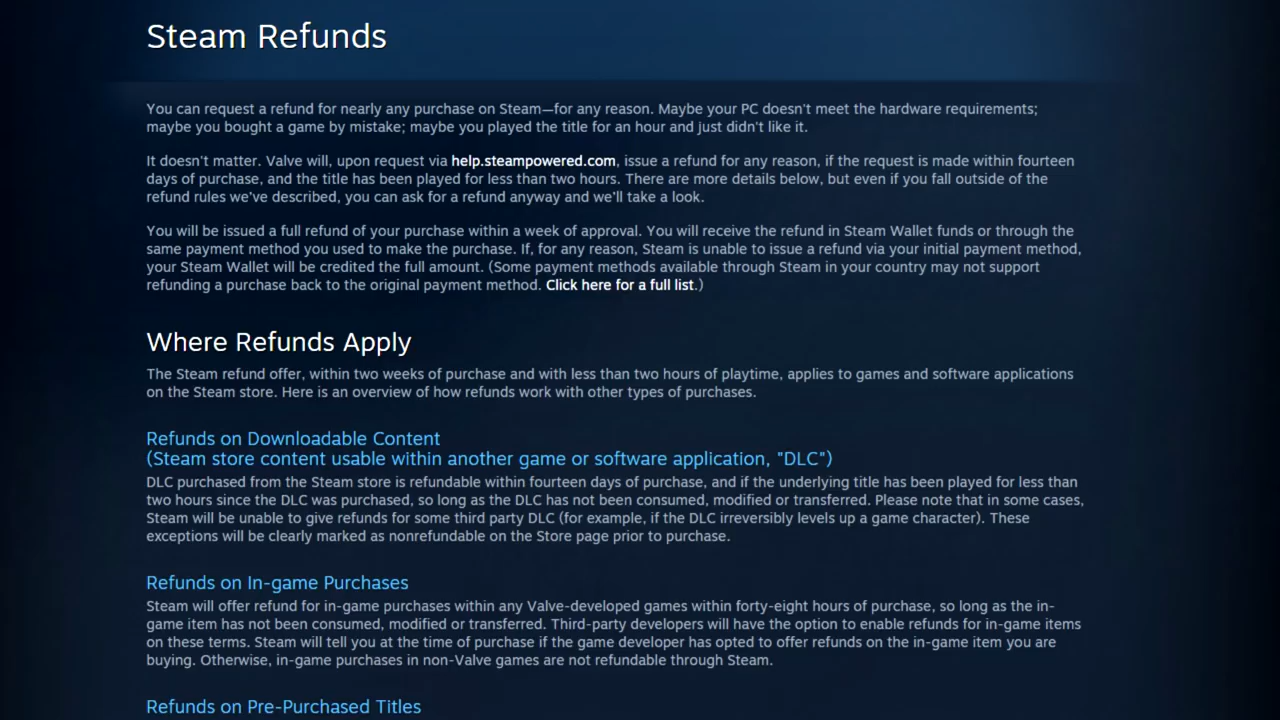 Steam Refunds
You can request a refund for nearly any purchase on Steam—for any reason. Maybe your PC doesn't meet the hardware requirements;
maybe you bought a game by mistake; maybe you played the title for an hour and just didn't like it.
It doesn't matter. Valve will, upon request via help.steampowered.com, issue a refund for any reason, if the request is made within fourteen
days of purchase, and the title has been played for less than two hours. There are more details below, but even if you fall outside of the
refund rules we've described, you can ask for a refund anyway and we'll take a look.
You will be issued a full refund of your purchase within a week of approval. You will receive the refund in Steam Wallet funds or through the
same payment method you used to make the purchase. If, for any reason, Steam is unable to issue a refund via your initial payment method,
your Steam Wallet will be credited the full amount. (Some payment methods available through Steam in your country may not support
refunding a purchase back to the original payment method. Click here for a full list.)
Where Refunds Apply
The Steam refund offer, within two weeks of purchase and with less than two hours of playtime, applies to games and software applications
on the Steam store. Here is an overview of how refunds work with other types of purchases.
Refunds on Downloadable Content
(Steam store content usable within another game or software application, "DLC")
DLC purchased from the Steam store is refundable within fourteen days of purchase, and if the underlying title has been played for less than
two hours since the DLC was purchased, so long as the DLC has not been consumed, modified or transferred. Please note that in some cases,
Steam will be unable to give refunds for some third party DLC (for example, if the DLC irreversibly levels up a game character). These
exceptions will be clearly marked as nonrefundable on the Store page prior to purchase.
Refunds on In-game Purchases
Steam will offer refund for in-game purchases within any Valve-developed games within forty-eight hours of purchase, so long as the in-
game item has not been consumed, modified or transferred. Third-party developers will have the option to enable refunds for in-game items
on these terms. Steam will tell you at the time of purchase if the game developer has opted to offer refunds on the in-game item you are
buying. Otherwise, in-game purchases in non-Valve games are not refundable through Steam.
Refunds on Pre-Purchased Titles